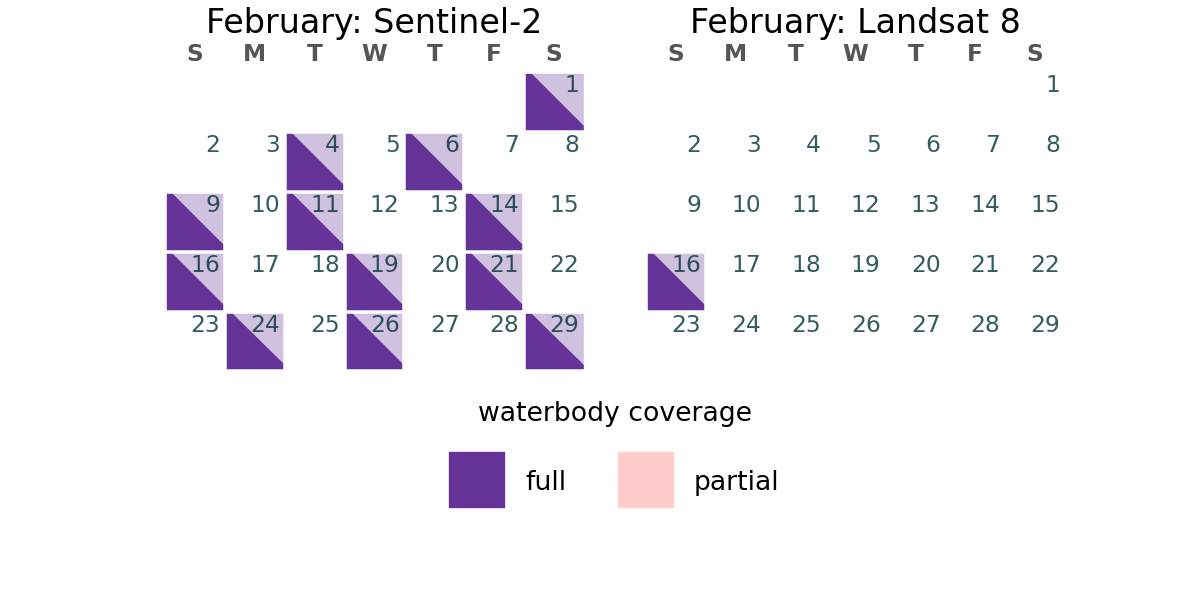 February: Sentinel-2
S M T W T F S
1
2 3 4 5 6 7 8
9 10 11 12 13 14 15
16 17 18 19 20 21 22
23 24 25 26 27 28 29
February: Landsat 8
S M T W T F S
1
2 3 4 5 6 7 8
9 10 11 12 13 14 15
16 17 18 19 20 21 22
23 24 25 26 27 28 29
waterbody coverage
full
partial